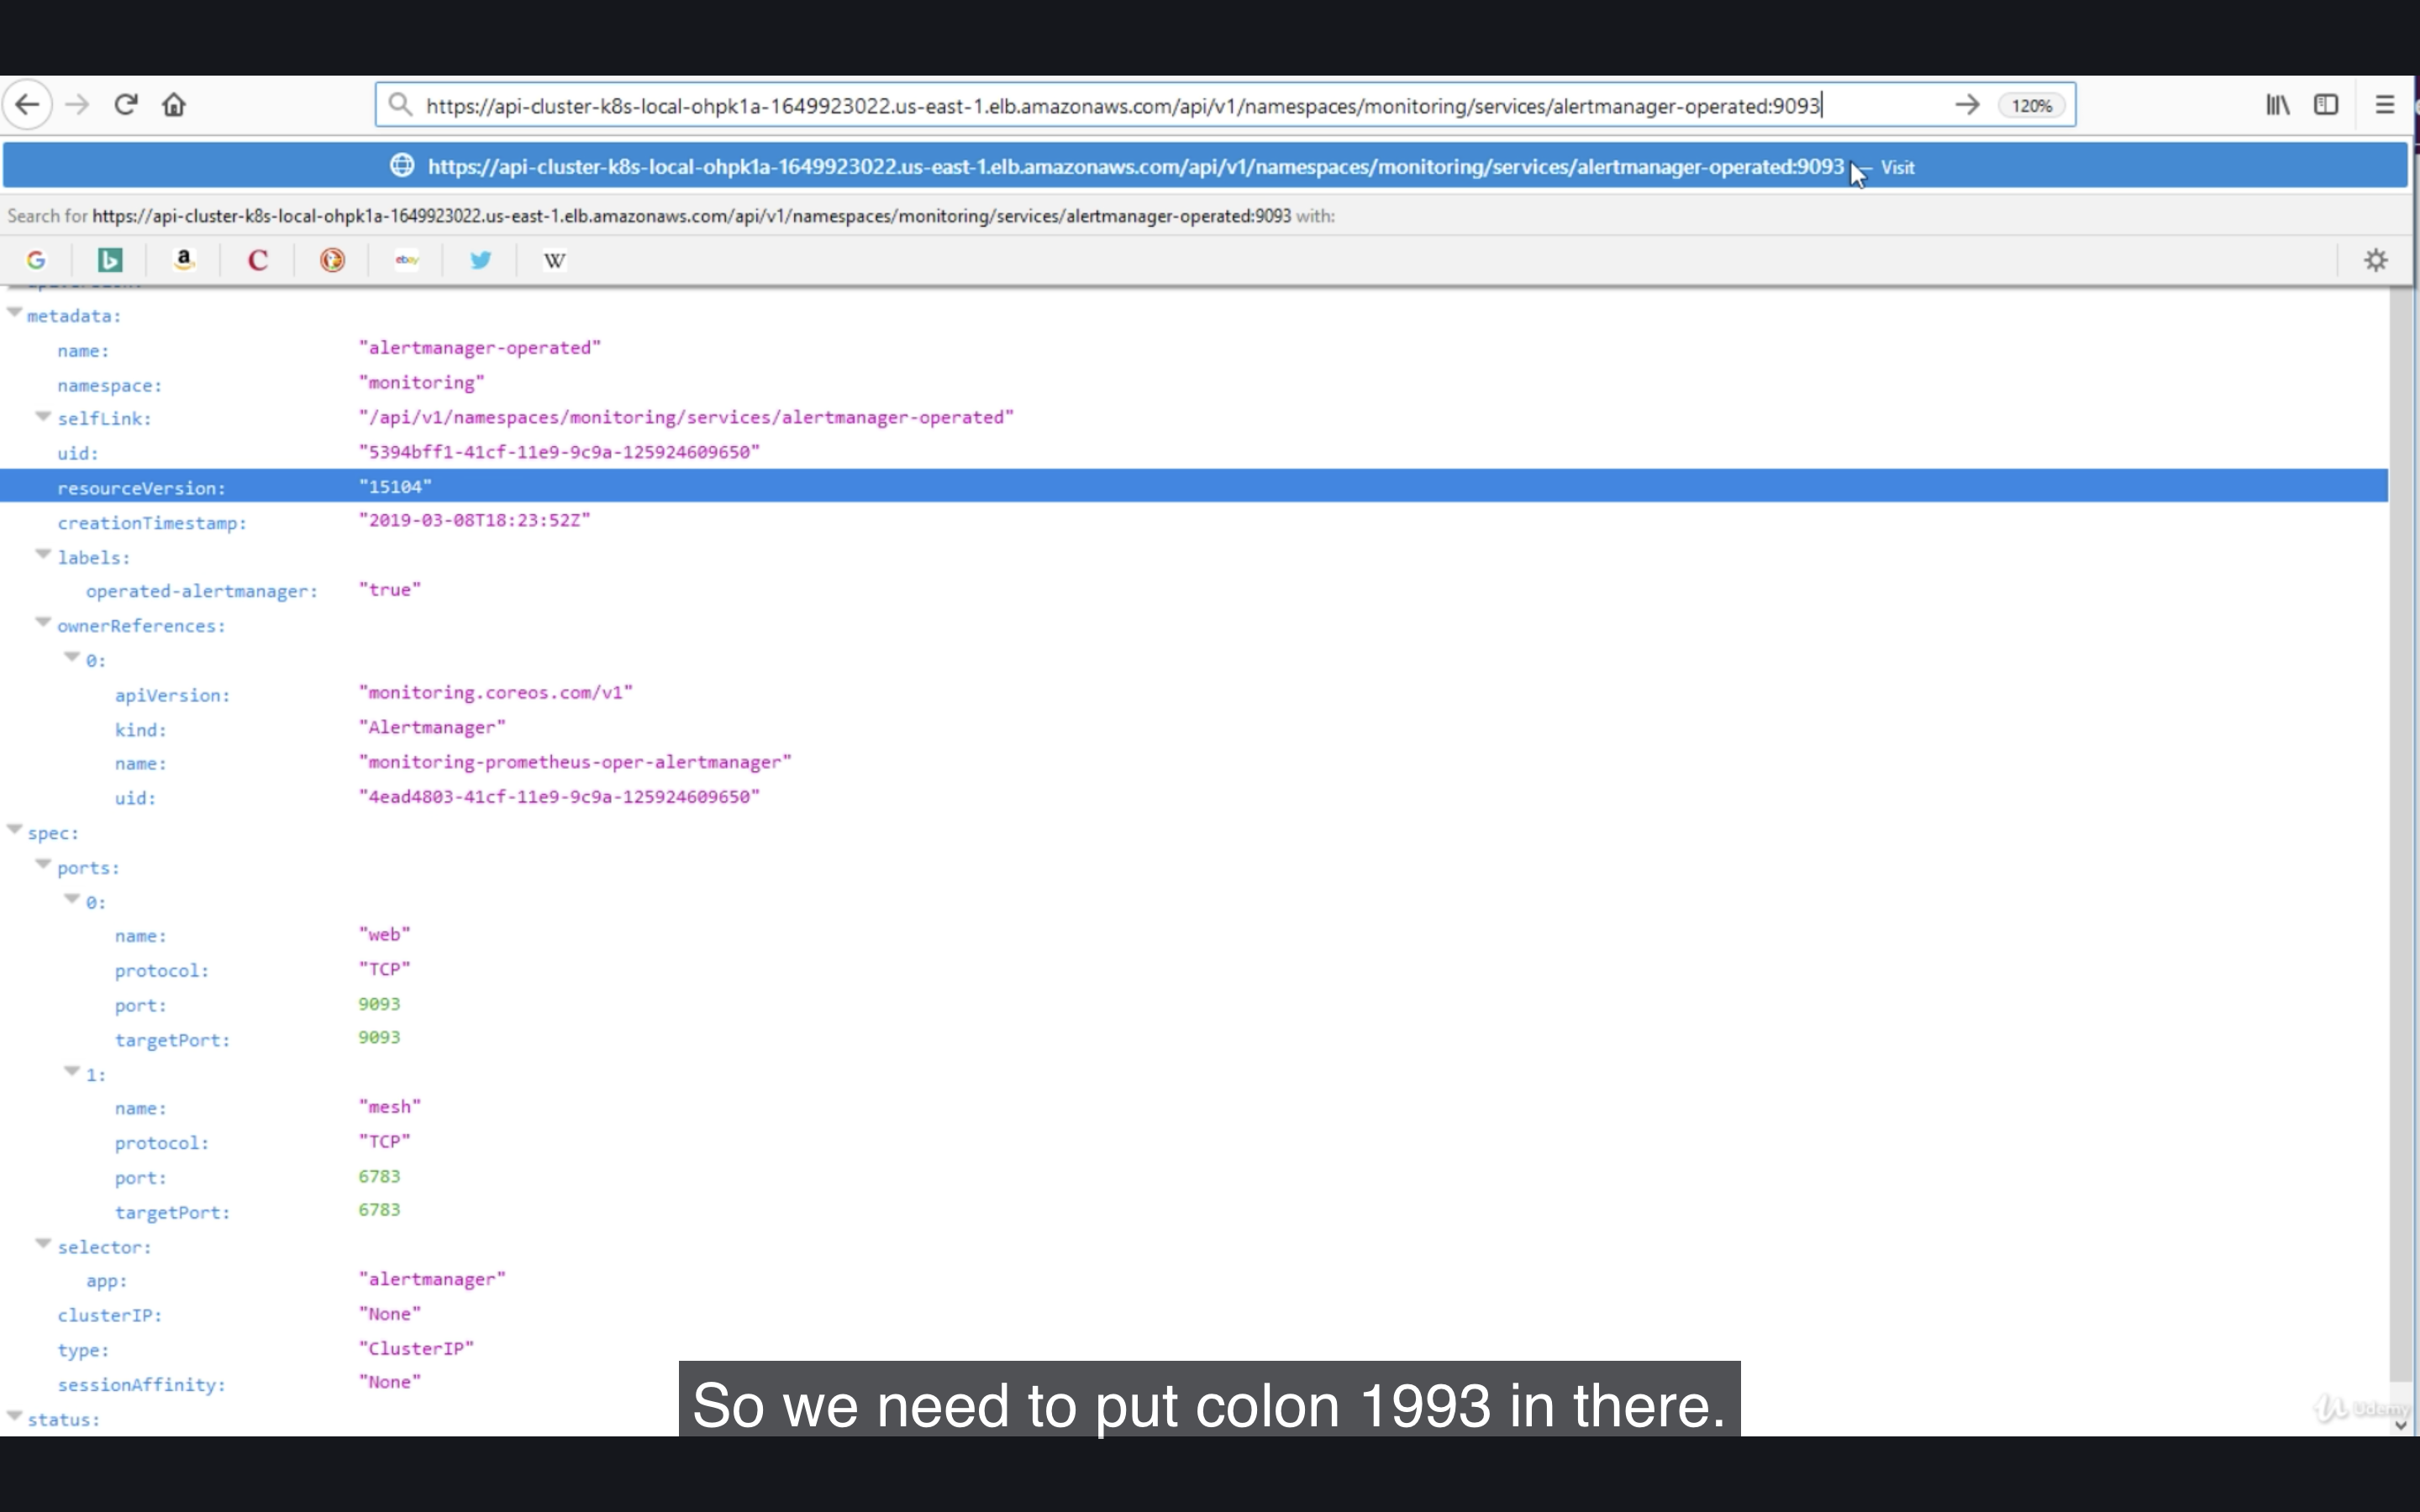 https://api-cluster-k8s-local-ohpk1a-1649923022.us-east-1.elb.amazonaws.com/api/v1/namespaces/monitoring/services/alertmanager-operated:9093 120%
https://api-cluster-k8s-local-ohpk1a-1649923022.us-east-1.elb.amazonaws.com/api/v1/namespaces/monitoring/services/alertmanager-operated:9093 — Visit
Search for https://api-cluster-k8s-local-ohpk1a-1649923022.us-east-1.elb.amazonaws.com/api/v1/namespaces/monitoring/services/alertmanager-operated:9093 with:
G b a C ebay W
metadata:
name: "alertmanager-operated"
namespace: "monitoring"
selfLink: "/api/v1/namespaces/monitoring/services/alertmanager-operated"
uid: "5394bff1-41cf-11e9-9c9a-125924609650"
resourceVersion: "15104"
creationTimestamp: "2019-03-08T18:23:52Z"
labels:
operated-alertmanager: "true"
ownerReferences:
0:
apiVersion: "monitoring.coreos.com/v1"
kind: "Alertmanager"
name: "monitoring-prometheus-oper-alertmanager"
uid: "4ead4803-41cf-11e9-9c9a-125924609650"
spec:
ports:
0:
name: "web"
protocol: "TCP"
port: 9093
targetPort: 9093
1:
name: "mesh"
protocol: "TCP"
port: 6783
targetPort: 6783
selector:
app: "alertmanager"
clusterIP: "None"
type: "ClusterIP"
sessionAffinity: "None"
status:
So we need to put colon 1993 in there.
Udemy